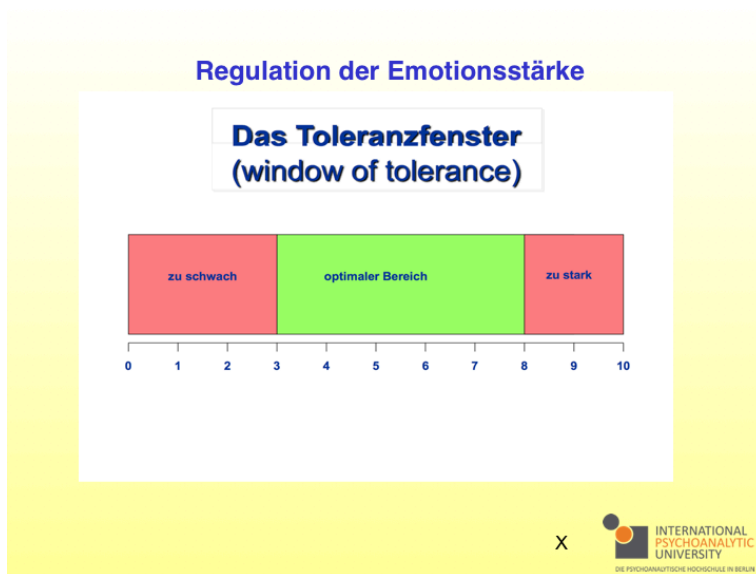 Regulation der Emotionsstärke
Das Toleranzfenster
(window of tolerance)
zu schwach optimaler Bereich zu stark
0 1 2 3 4 5 6 7 8 9 10
X
INTERNATIONAL
PSYCHOANALYTIC
UNIVERSITY
DIE PSYCHOANALYTISCHE HOCHSCHULE IN BERLIN